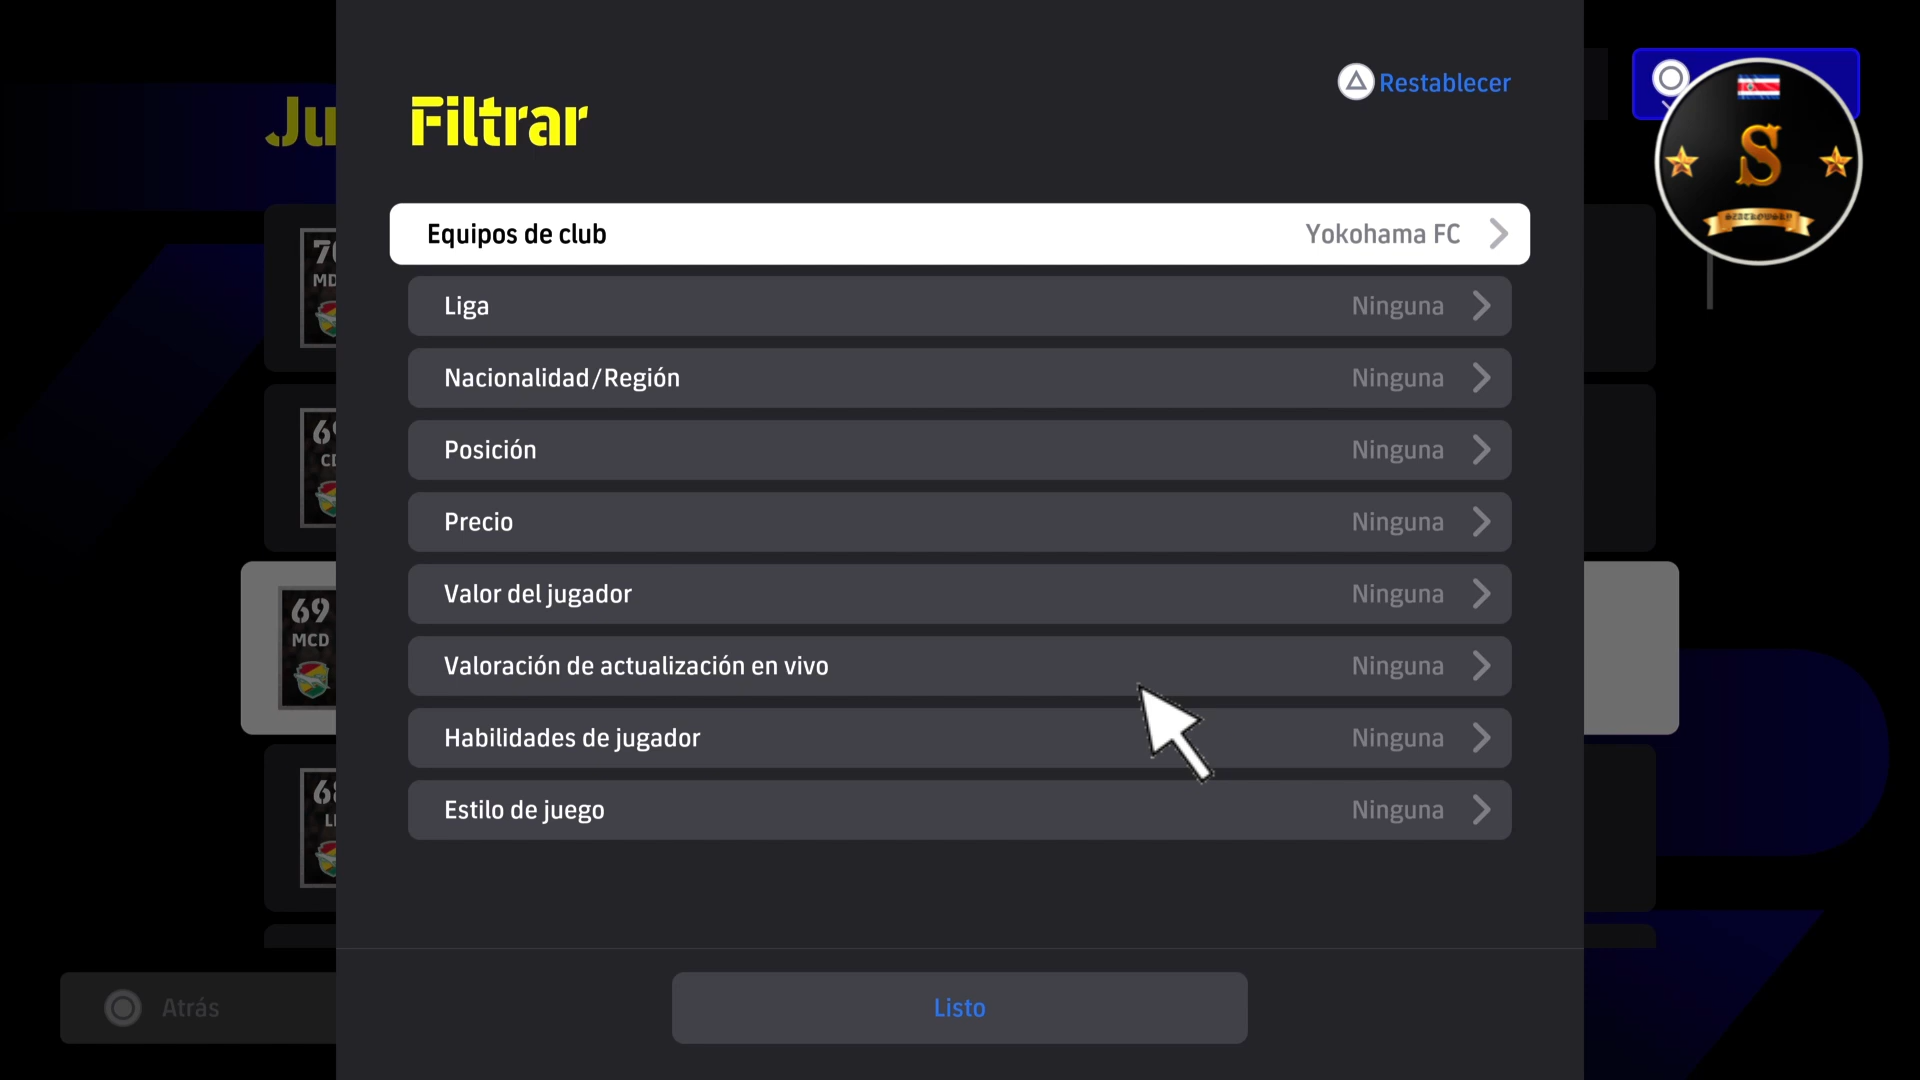 Restablecer
Filtrar
Equipos de club Yokohama FC
Liga Ninguna
Nacionalidad/Región Ninguna
Posición Ninguna
Precio Ninguna
Valor del jugador Ninguna
Valoración de actualización en vivo Ninguna
Habilidades de jugador Ninguna
Estilo de juego Ninguna
69
MCD
S
SZATKOWSKY
Atrás
Listo